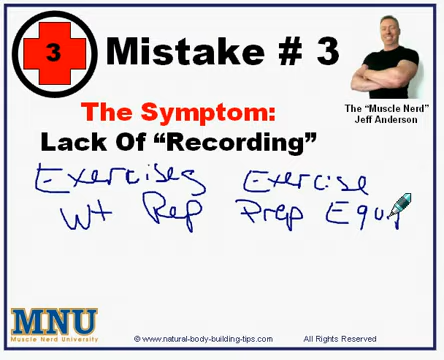 3
Mistake # 3
The "Muscle Nerd"
Jeff Anderson
The Symptom:
Lack Of "Recording"
Exercises Exercise
Wt Rep Prep Equip
MNU
Muscle Nerd University
© www.natural-body-building-tips.com All Rights Reserved